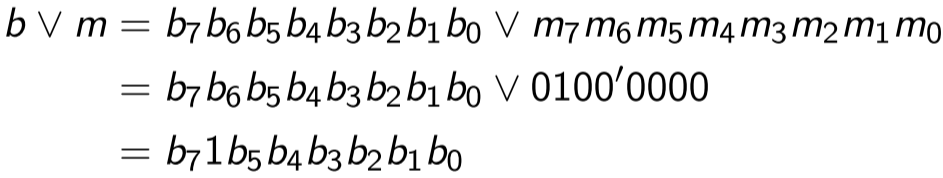 b ∨ m = b₇b₆b₅b₄b₃b₂b₁b₀ ∨ m₇m₆m₅m₄m₃m₂m₁m₀
= b₇b₆b₅b₄b₃b₂b₁b₀ ∨ 0100′0000
= b₇1b₅b₄b₃b₂b₁b₀